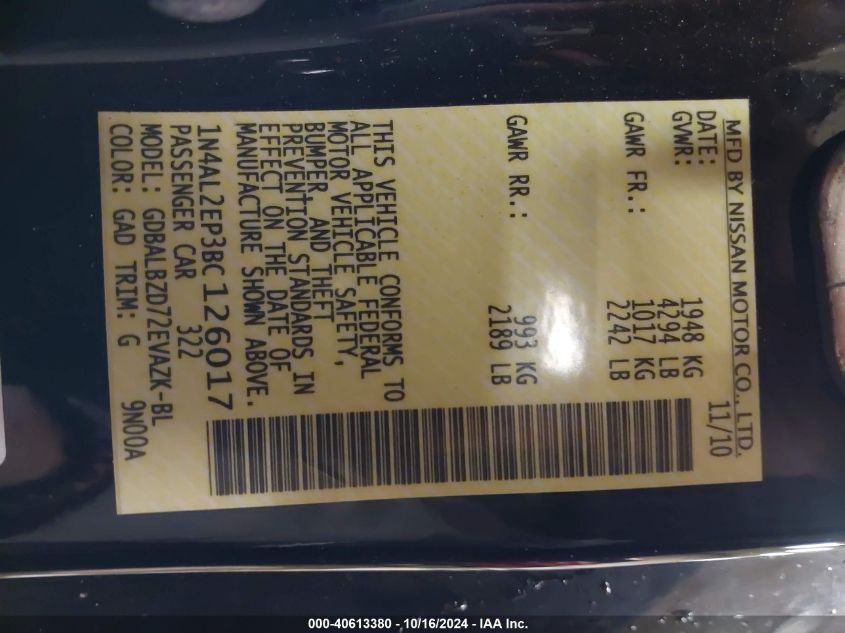 MFD BY NISSAN MOTOR CO., LTD.
DATE: 11/10
GVWR: 1948 KG
4294 LB
GAWR FR.: 1017 KG
2242 LB
GAWR RR.: 993 KG
2189 LB
THIS VEHICLE CONFORMS TO
ALL APPLICABLE FEDERAL
MOTOR VEHICLE SAFETY,
BUMPER, AND THEFT
PREVENTION STANDARDS IN
EFFECT ON THE DATE OF
MANUFACTURE SHOWN ABOVE.
1N4AL2EP3BC126017
PASSENGER CAR 322
MODEL: GDBALBZD72EVAZK-BL
COLOR: GAD TRIM: G 9N00A
000-40613380 - 10/16/2024 - IAA Inc.